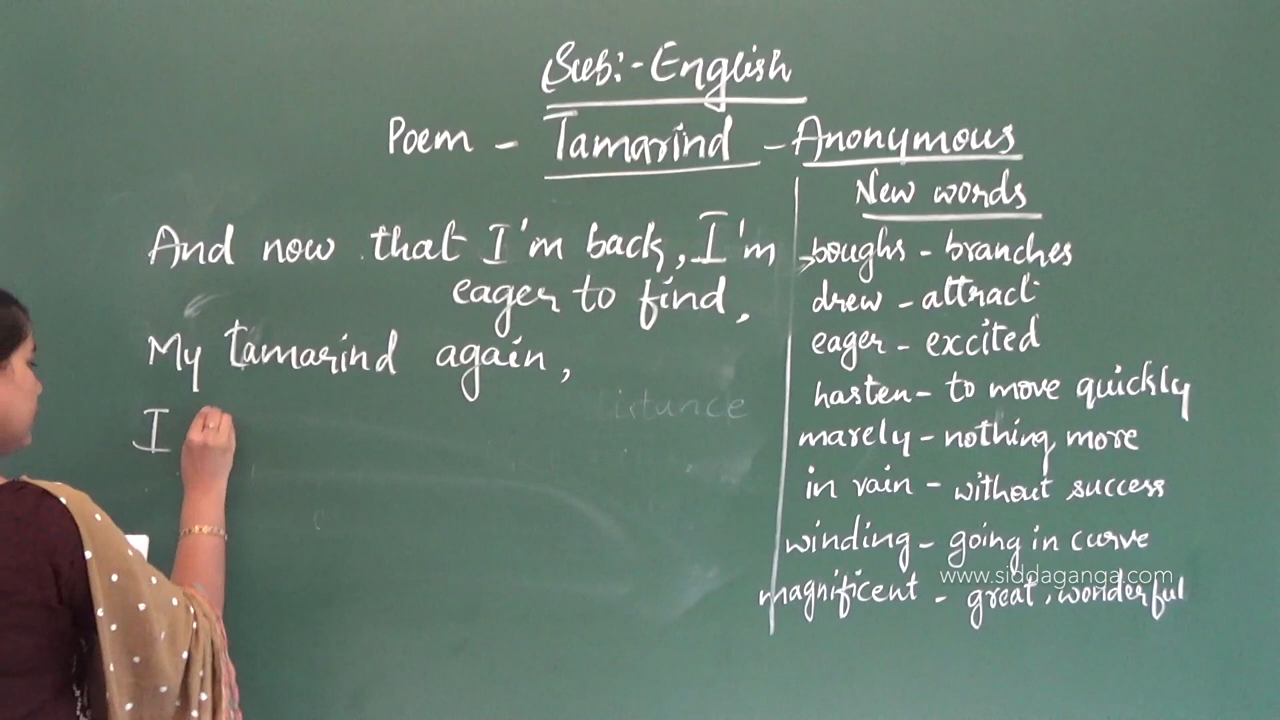 Sub:- English
Poem - Tamarind - Anonymous
And now that I'm back, I'm
eager to find,
My tamarind again,
I
New words
boughs - branches
drew - attract
eager - excited
hasten - to move quickly
marely - nothing more
in vain - without success
winding - going in curve
magnificent - great, wonderful
www.siddaganga.com